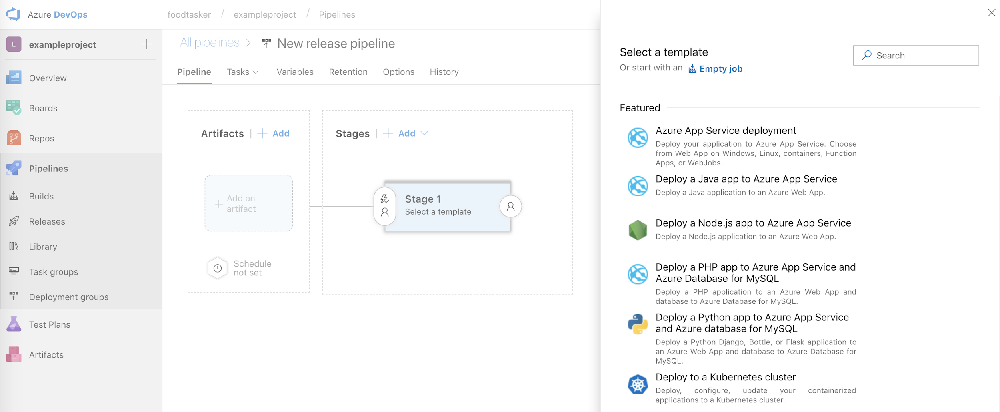 Azure DevOps
foodtasker / exampleproject / Pipelines
E exampleproject
Overview
Boards
Repos
Pipelines
Builds
Releases
Library
Task groups
Deployment groups
Test Plans
Artifacts
All pipelines > New release pipeline
Pipeline Tasks Variables Retention Options History
Artifacts | + Add
Add an
artifact
Schedule
not set
Stages | + Add
Stage 1
Select a template
Select a template
Or start with an Empty job
Search
Featured
Azure App Service deployment
Deploy your application to Azure App Service. Choose
from Web App on Windows, Linux, containers, Function
Apps, or WebJobs.
Deploy a Java app to Azure App Service
Deploy a Java application to an Azure Web App.
Deploy a Node.js app to Azure App Service
Deploy a Node.js application to an Azure Web App.
Deploy a PHP app to Azure App Service and
Azure Database for MySQL
Deploy a PHP application to an Azure Web App and
database to Azure Database for MySQL.
Deploy a Python app to Azure App Service
and Azure database for MySQL
Deploy a Python Django, Bottle, or Flask application to
an Azure Web App and database to Azure Database for
MySQL.
Deploy to a Kubernetes cluster
Deploy, configure, update your containerized
applications to a Kubernetes cluster.